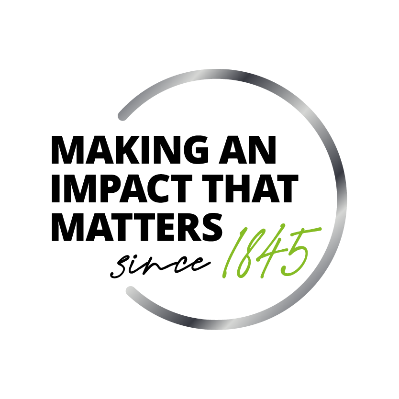 MAKING AN
IMPACT THAT
MATTERS
since 1845